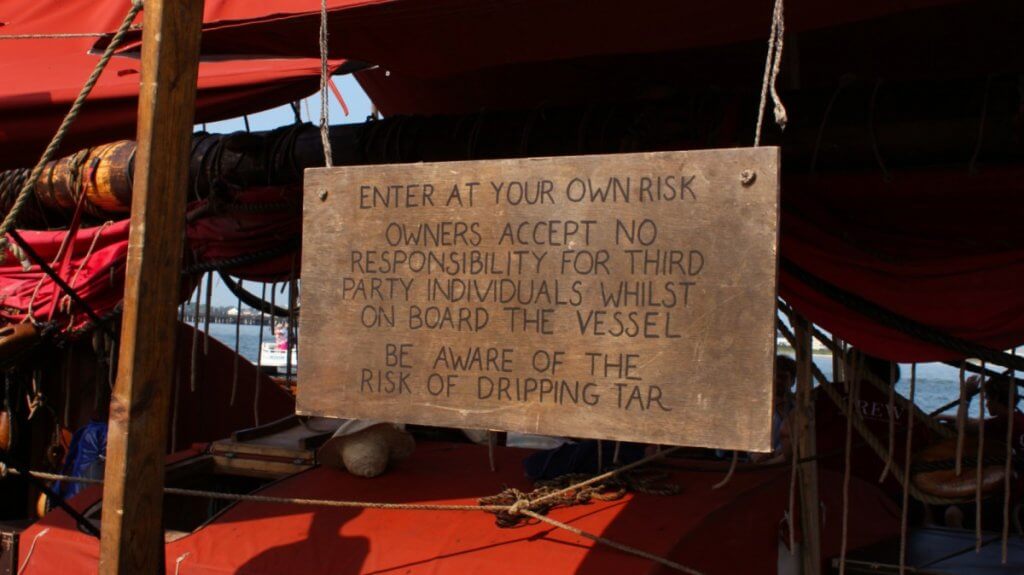 ENTER AT YOUR OWN RISK
OWNERS ACCEPT NO
RESPONSIBILITY FOR THIRD
PARTY INDIVIDUALS WHILST
ON BOARD THE VESSEL
BE AWARE OF THE
RISK OF DRIPPING TAR